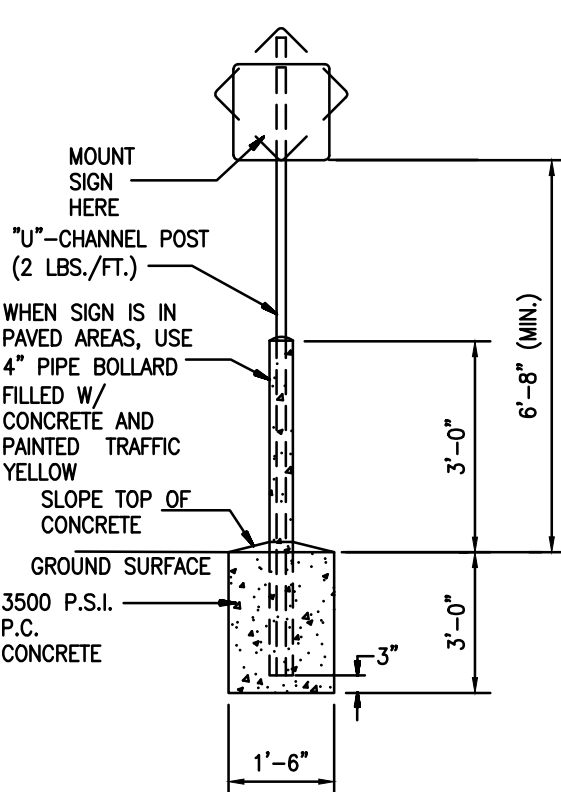 MOUNT
SIGN
HERE
"U"-CHANNEL POST
(2 LBS./FT.)
WHEN SIGN IS IN
PAVED AREAS, USE
4" PIPE BOLLARD
FILLED W/
CONCRETE AND
PAINTED TRAFFIC
YELLOW
SLOPE TOP OF
CONCRETE
GROUND SURFACE
3500 P.S.I.
P.C.
CONCRETE
6'-8" (MIN.)
3'-0"
3'-0"
3"
1'-6"